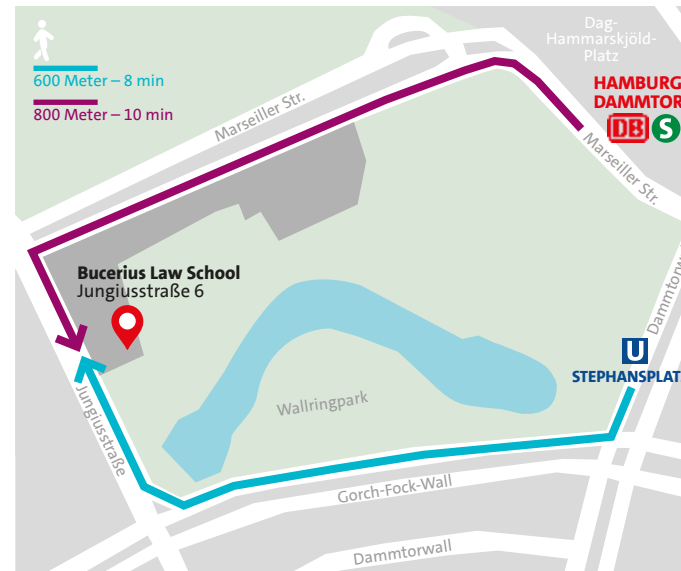 Dag-
Hammarskjöld-
Platz
600 Meter – 8 min
800 Meter – 10 min
HAMBURG
DAMMTOR
DB S
Marseiller Str.
Marseiller Str.
Bucerius Law School
Jungiusstraße 6
Dammtorw
U
STEPHANSPLAT
Wallringpark
Jungiusstraße
Gorch-Fock-Wall
Dammtorwall